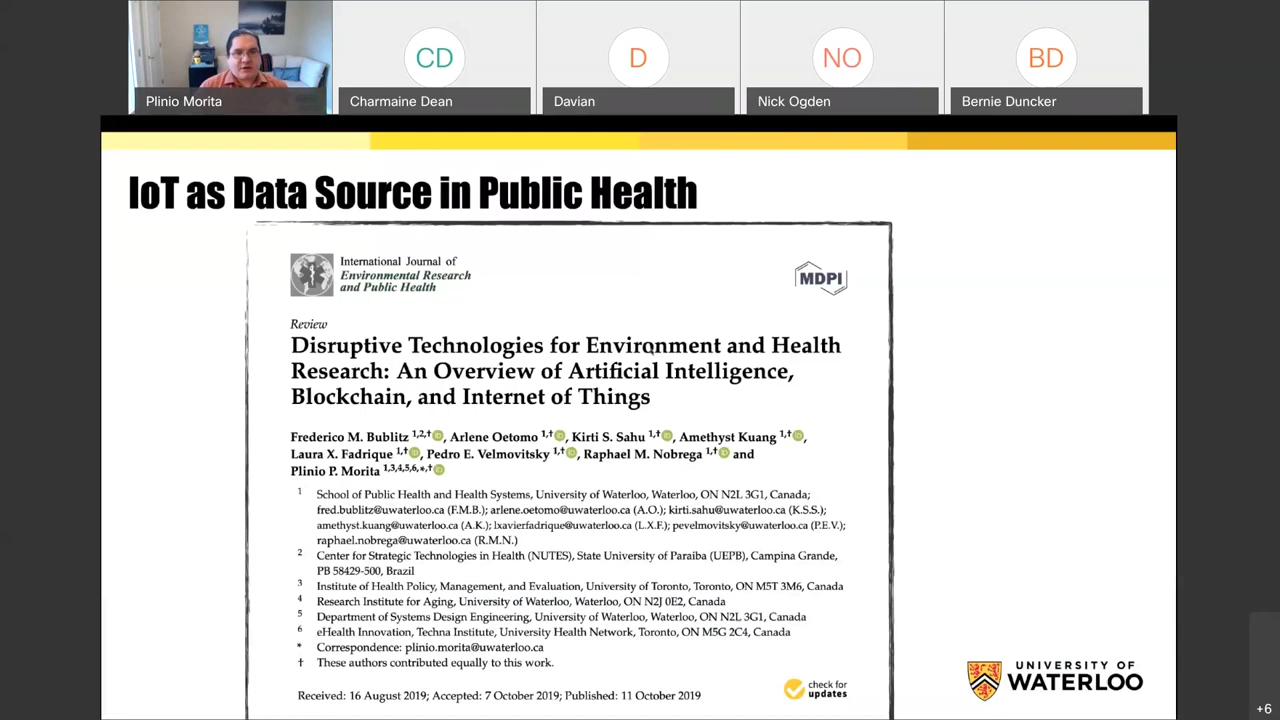 CD
D
NO
BD
Plinio Morita
Charmaine Dean
Davian
Nick Ogden
Bernie Duncker
IoT as Data Source in Public Health
International Journal of
Environmental Research
and Public Health
MDPI
Review
Disruptive Technologies for Environment and Health
Research: An Overview of Artificial Intelligence,
Blockchain, and Internet of Things
Frederico M. Bublitz 1,2,†, Arlene Oetomo 1,†, Kirti S. Sahu 1,†, Amethyst Kuang 1,†,
Laura X. Fadrique 1,†, Pedro E. Velmovitsky 1,†, Raphael M. Nobrega 1,† and
Plinio P. Morita 1,3,4,5,6,*,†
1 School of Public Health and Health Systems, University of Waterloo, Waterloo, ON N2L 3G1, Canada;
fred.bublitz@uwaterloo.ca (F.M.B.); arlene.oetomo@uwaterloo.ca (A.O.); kirti.sahu@uwaterloo.ca (K.S.S.);
amethyst.kuang@uwaterloo.ca (A.K.); lxavierfadrique@uwaterloo.ca (L.X.F.); pevelmovitsky@uwaterloo.ca (P.E.V.);
raphael.nobrega@uwaterloo.ca (R.M.N.)
2 Center for Strategic Technologies in Health (NUTES), State University of Paraiba (UEPB), Campina Grande,
PB 58429-500, Brazil
3 Institute of Health Policy, Management, and Evaluation, University of Toronto, Toronto, ON M5T 3M6, Canada
4 Research Institute for Aging, University of Waterloo, Waterloo, ON N2J 0E2, Canada
5 Department of Systems Design Engineering, University of Waterloo, Waterloo, ON N2L 3G1, Canada
6 eHealth Innovation, Techna Institute, University Health Network, Toronto, ON M5G 2C4, Canada
* Correspondence: plinio.morita@uwaterloo.ca
† These authors contributed equally to this work.
Received: 16 August 2019; Accepted: 7 October 2019; Published: 11 October 2019
check for
updates
UNIVERSITY OF
WATERLOO
+6